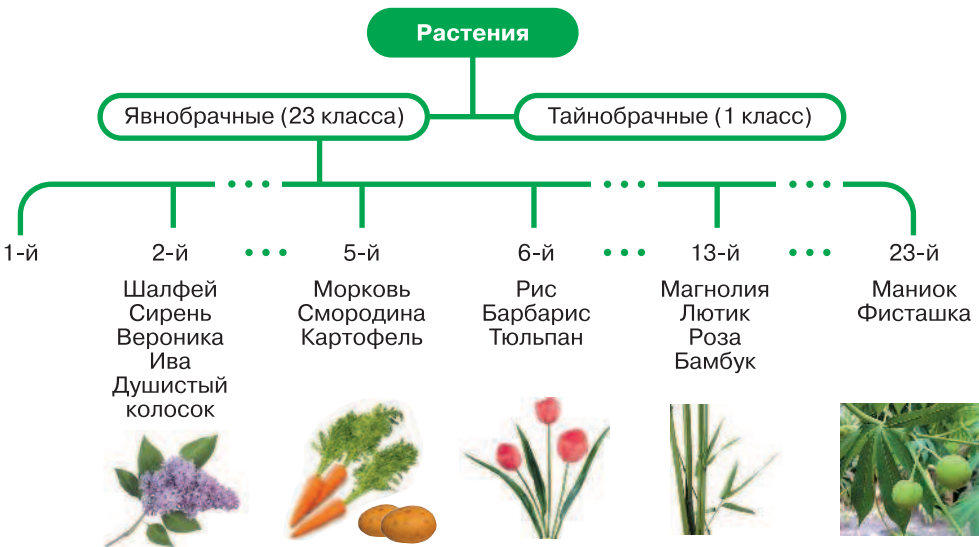 Растения
Явнобрачные (23 класса)
Тайнобрачные (1 класс)
1-й
2-й
5-й
6-й
13-й
23-й
Шалфей
Сирень
Вероника
Ива
Душистый
колосок
Морковь
Смородина
Картофель
Рис
Барбарис
Тюльпан
Магнолия
Лютик
Роза
Бамбук
Маниок
Фисташка